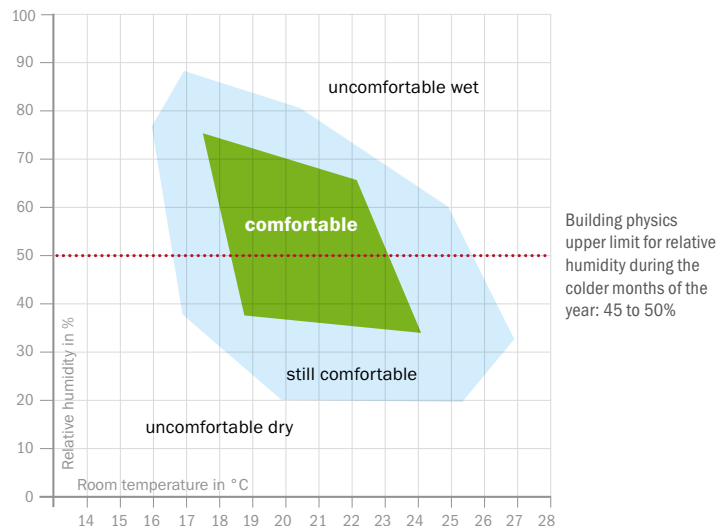 100
90
80
70
60
50
40
30
20
10
0
Relative humidity in %
uncomfortable wet
comfortable
still comfortable
uncomfortable dry
Room temperature in °C
14 15 16 17 18 19 20 21 22 23 24 25 26 27 28
Building physics
upper limit for relative
humidity during the
colder months of the
year: 45 to 50%